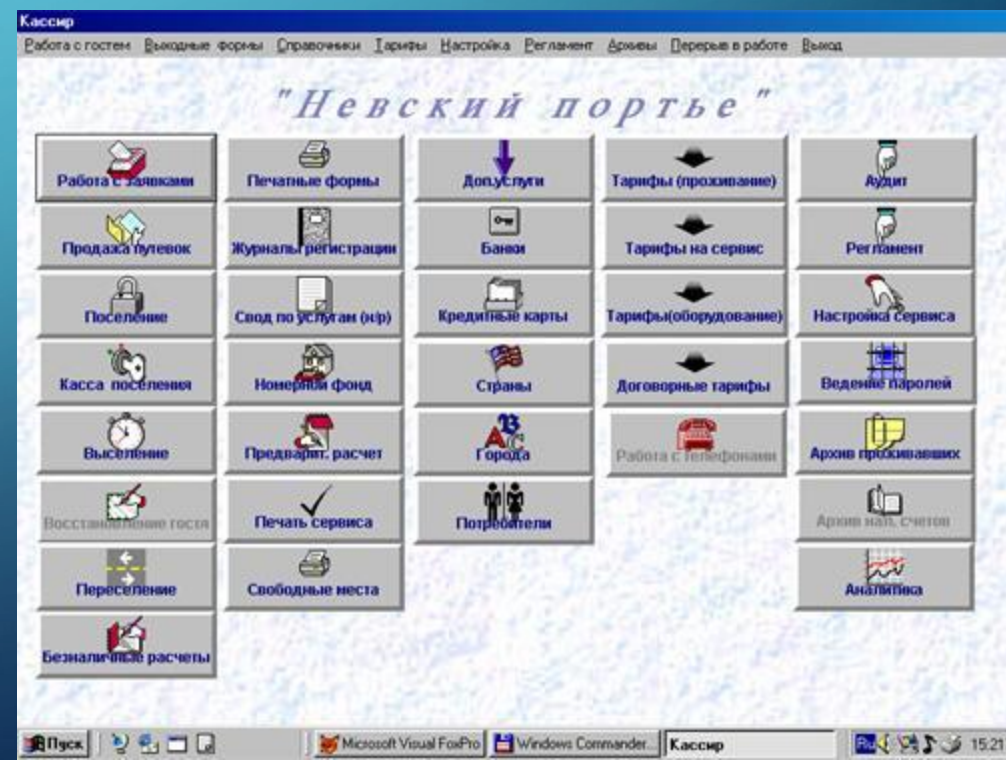 Кассир
Работа с гостем Выходные формы Справочники Тарифы Настройка Регламент Архивы Перерыв в работе Выход
"Невский портье"
Работа с заявками Печатные формы Доп.услуги Тарифы (проживание) Аудит
Продажа путевок Журналы регистрации Банки Тарифы на сервис Регламент
Поселение Свод по услугам (н/р) Кредитные карты Тарифы(оборудование) Настройка сервиса
Касса поселения Номерной фонд Страны Договорные тарифы Ведение паролей
Выселение Предварит. расчет Города Работа с телефонами Архив проживавших
Восстановление гостя Печать сервиса Потребители Архив нал. счетов
Переселение Свободные места Аналитика
Безналичные расчеты
Пуск Microsoft Visual FoxPro Windows Commander... Кассир Ru 15:21